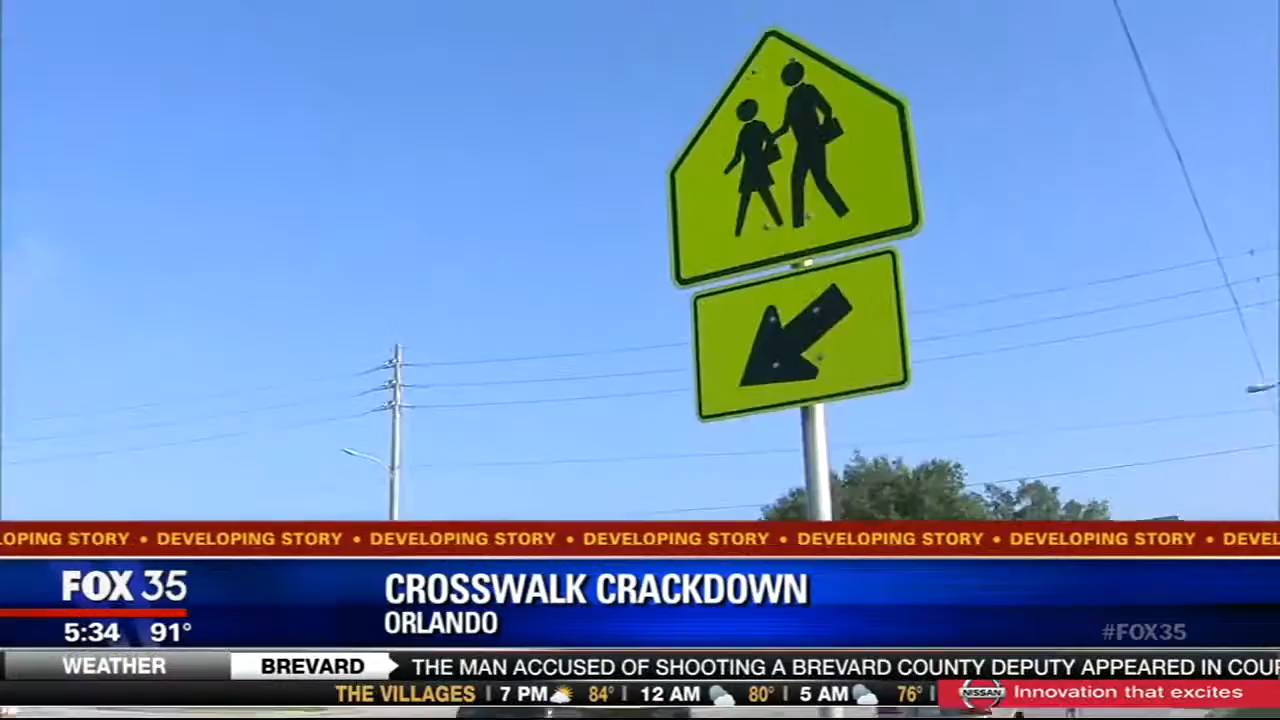 LOPING STORY • DEVELOPING STORY • DEVELOPING STORY • DEVELOPING STORY • DEVELOPING STORY • DEVELOPING STORY • DEVEL
FOX 35
CROSSWALK CRACKDOWN
ORLANDO
5:34 91°
#FOX35
WEATHER BREVARD THE MAN ACCUSED OF SHOOTING A BREVARD COUNTY DEPUTY APPEARED IN COU
THE VILLAGES | 7 PM 84° | 12 AM 80° | 5 AM 76° | NISSAN Innovation that excites